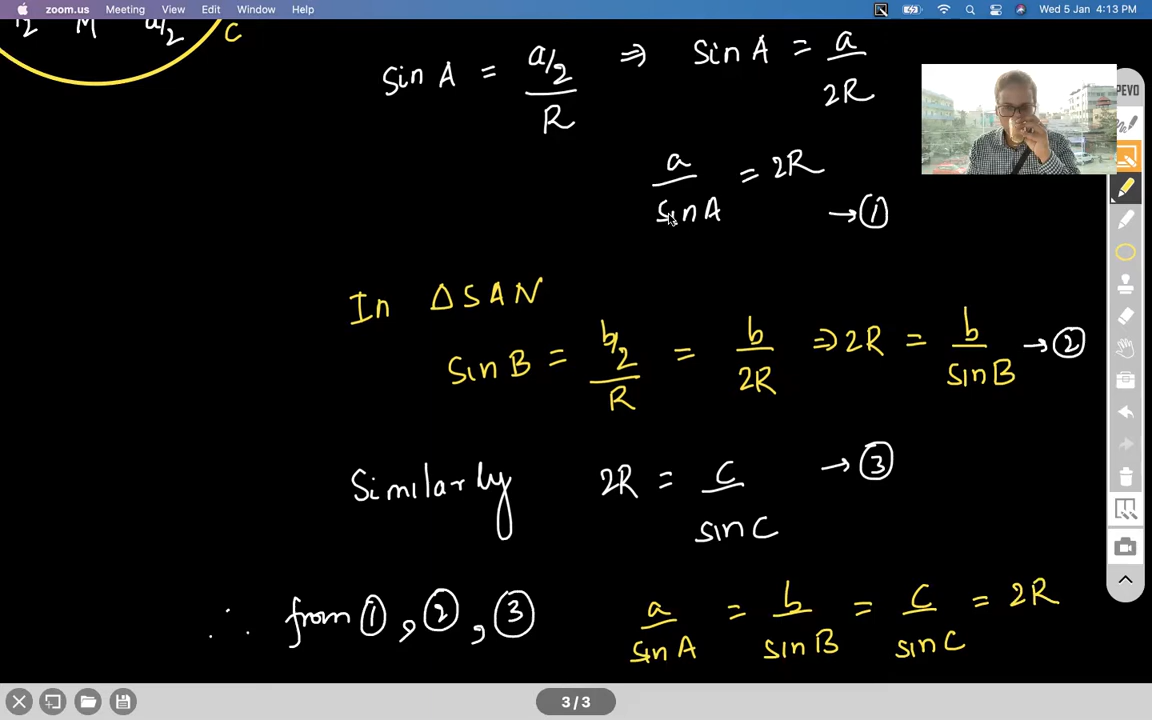 zoom.us Meeting View Edit Window Help Wed 5 Jan 4:13 PM
M a/2 C
sin A = a/2 / R ⇒ sin A = a / 2R
a / sin A = 2R → ①
In Δ SAN
sin B = b/2 / R = b / 2R ⇒ 2R = b / sin B → ②
Similarly 2R = c / sin C → ③
∴ from ①, ②, ③ a / sin A = b / sin B = c / sin C = 2R
3 / 3